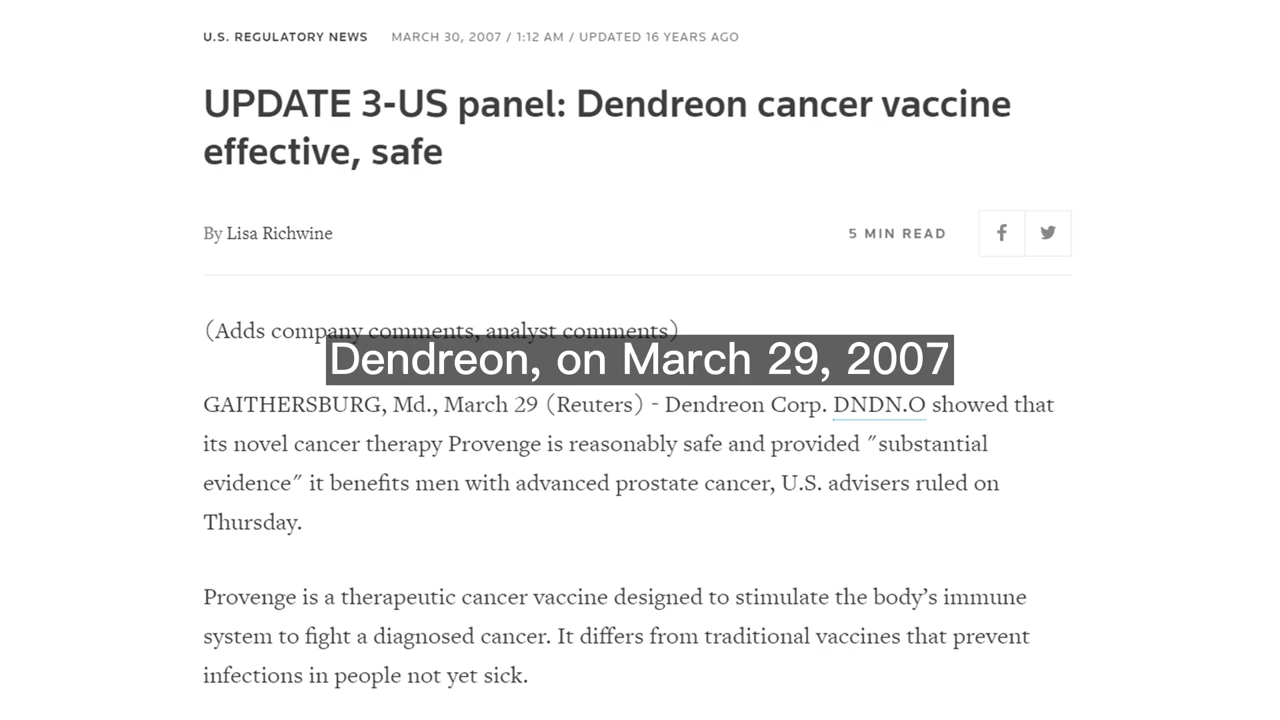 U.S. REGULATORY NEWS MARCH 30, 2007 / 1:12 AM / UPDATED 16 YEARS AGO
UPDATE 3-US panel: Dendreon cancer vaccine
effective, safe
By Lisa Richwine
5 MIN READ
(Adds company comments, analyst comments)
Dendreon, on March 29, 2007
GAITHERSBURG, Md., March 29 (Reuters) - Dendreon Corp. DNDN.O showed that
its novel cancer therapy Provenge is reasonably safe and provided "substantial
evidence" it benefits men with advanced prostate cancer, U.S. advisers ruled on
Thursday.
Provenge is a therapeutic cancer vaccine designed to stimulate the body's immune
system to fight a diagnosed cancer. It differs from traditional vaccines that prevent
infections in people not yet sick.